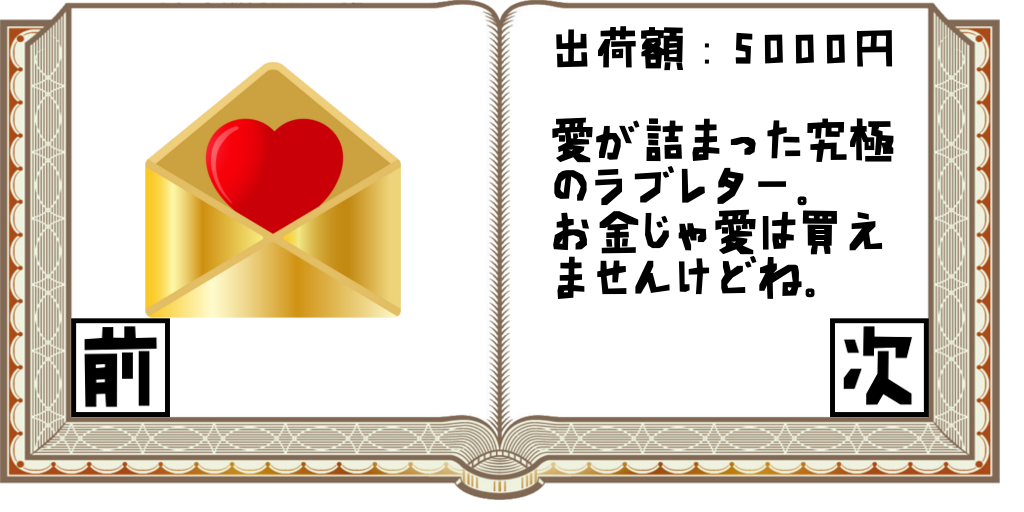 出荷額：5000円
愛が詰まった究極
のラブレター。
お金じゃ愛は買え
ませんけどね。
前
次